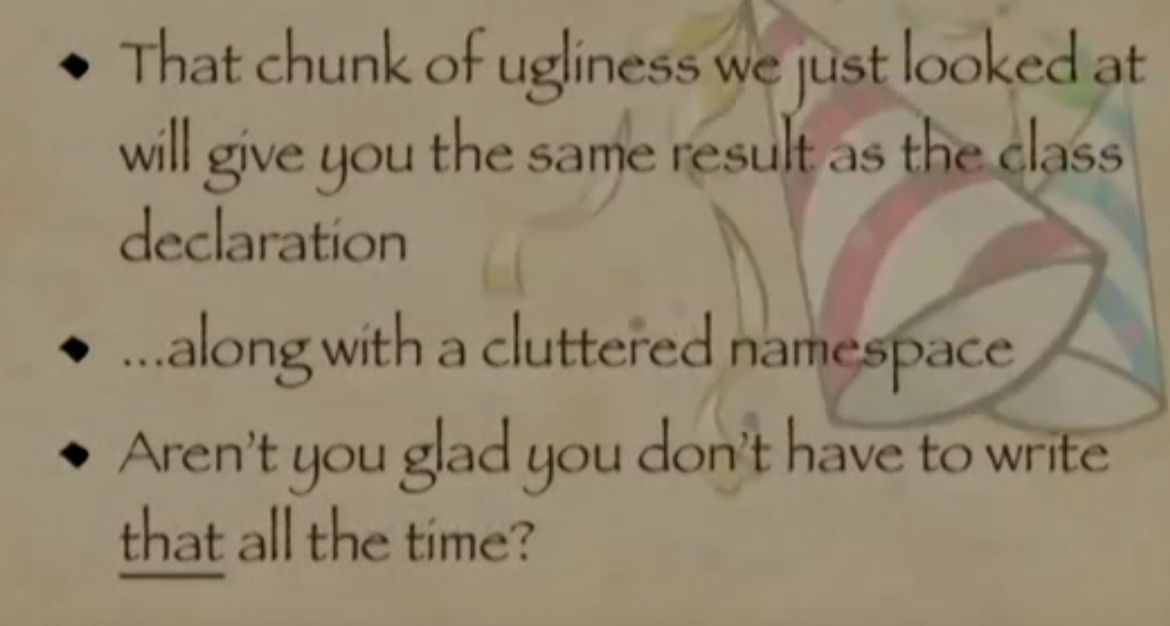 ◆ That chunk of ugliness we just looked at
will give you the same result as the class
declaration
◆ ...along with a cluttered namespace
◆ Aren't you glad you don't have to write
that all the time?